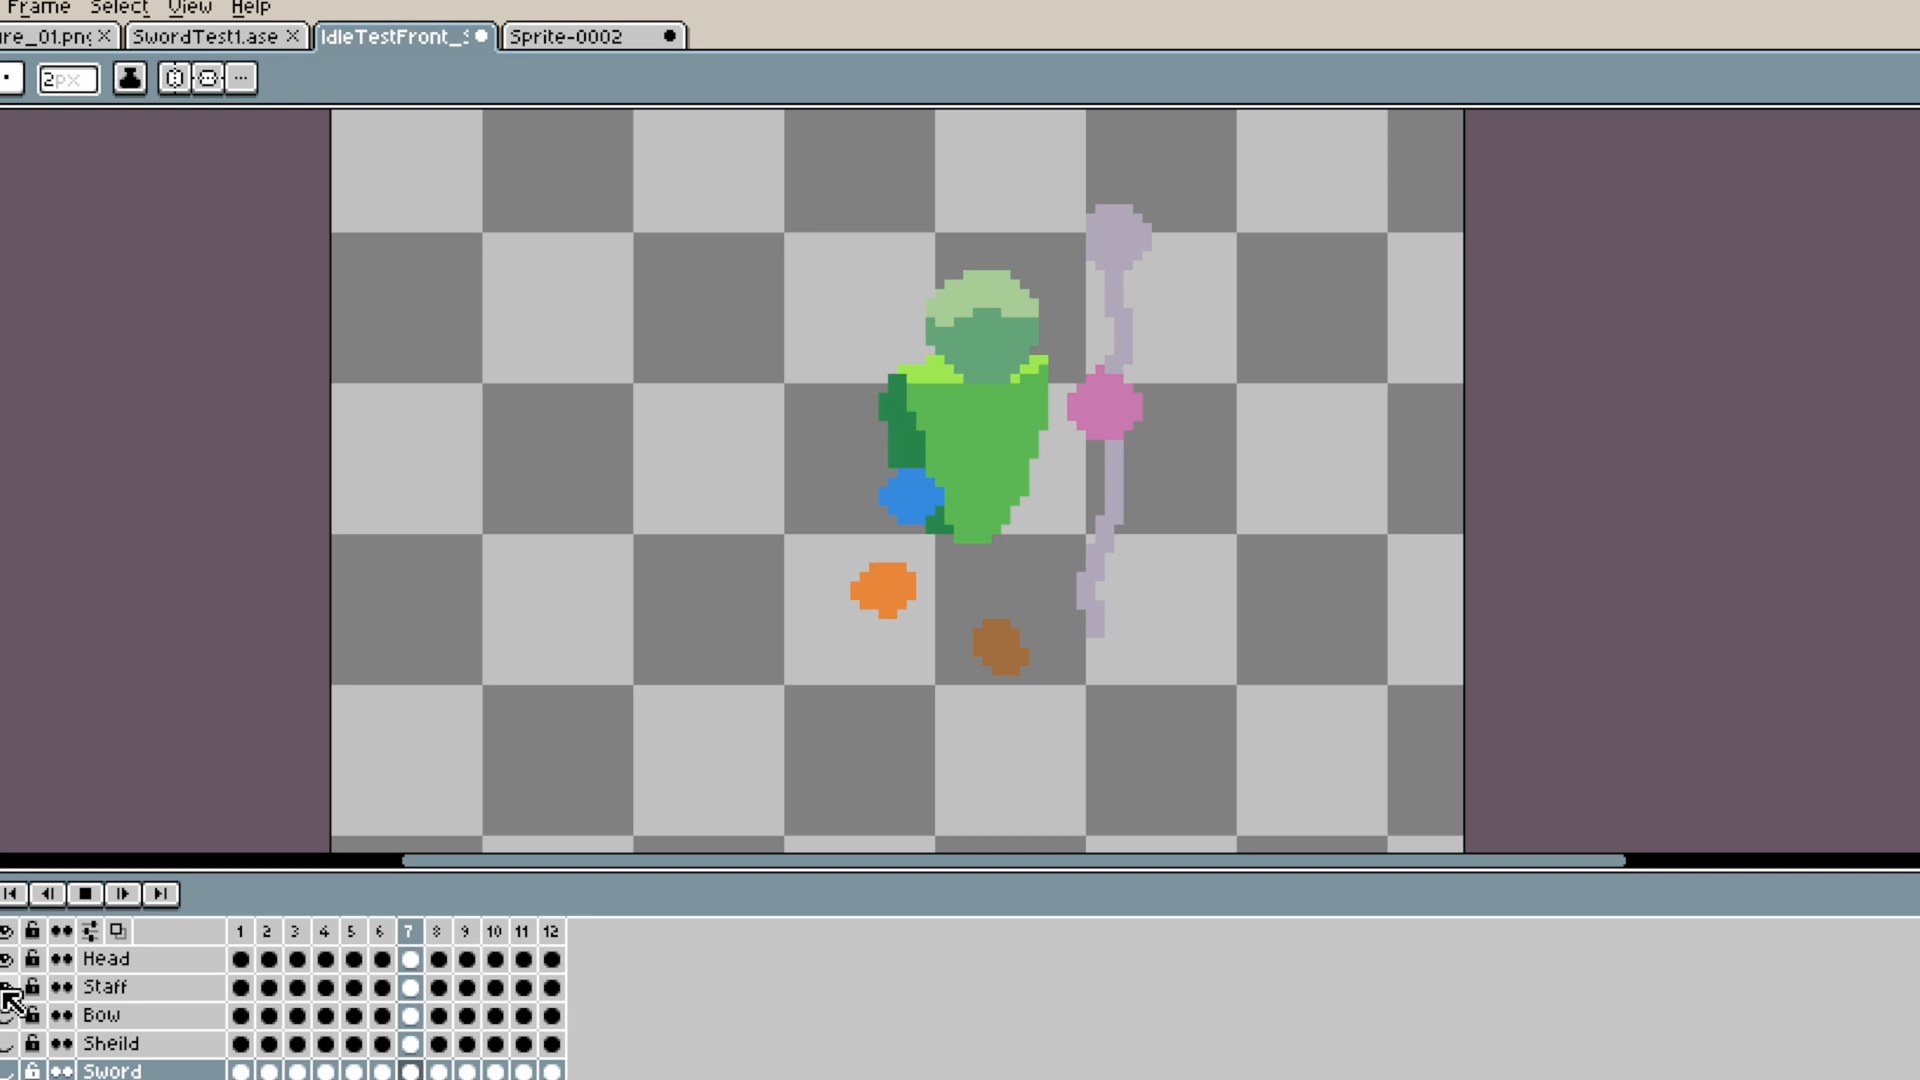 Frame Select View Help
re_01.png SwordTest1.ase IdleTestFront_S Sprite-0002
2px
1 2 3 4 5 6 7 8 9 10 11 12
Head
Staff
Bow
Sheild
Sword